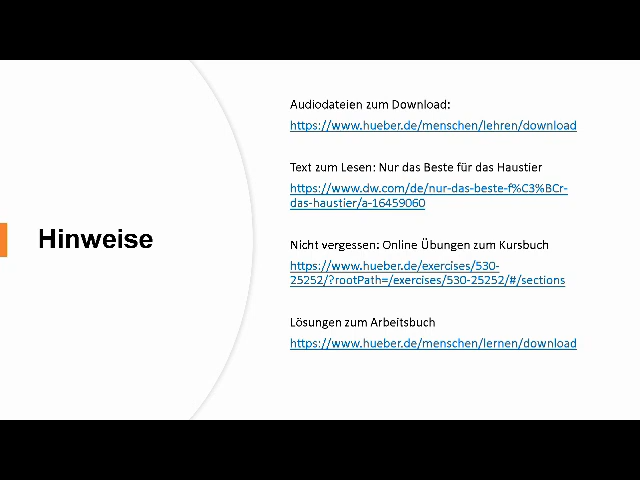 Hinweise
Audiodateien zum Download:
https://www.hueber.de/menschen/lehren/download
Text zum Lesen: Nur das Beste für das Haustier
https://www.dw.com/de/nur-das-beste-f%C3%BCr-
das-haustier/a-16459060
Nicht vergessen: Online Übungen zum Kursbuch
https://www.hueber.de/exercises/530-
25252/?rootPath=/exercises/530-25252/#/sections
Lösungen zum Arbeitsbuch
https://www.hueber.de/menschen/lernen/download